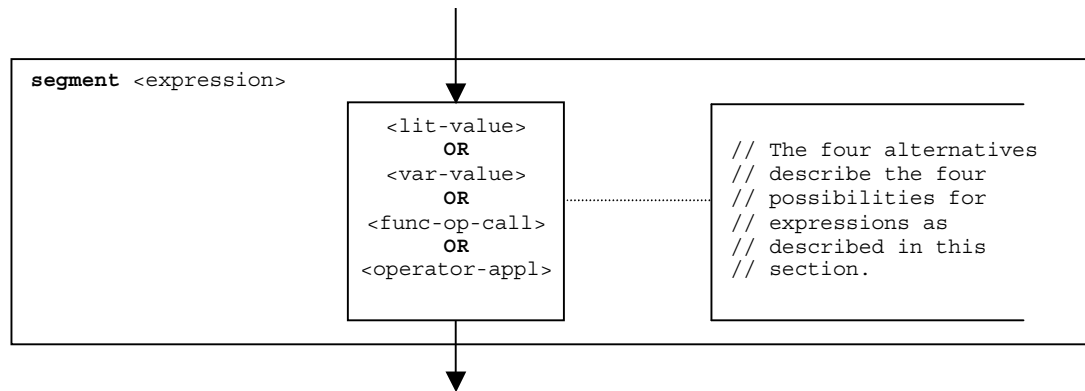 segment <expression>
<lit-value>
OR
<var-value>
OR
<func-op-call>
OR
<operator-appl>
// The four alternatives
// describe the four
// possibilities for
// expressions as
// described in this
// section.